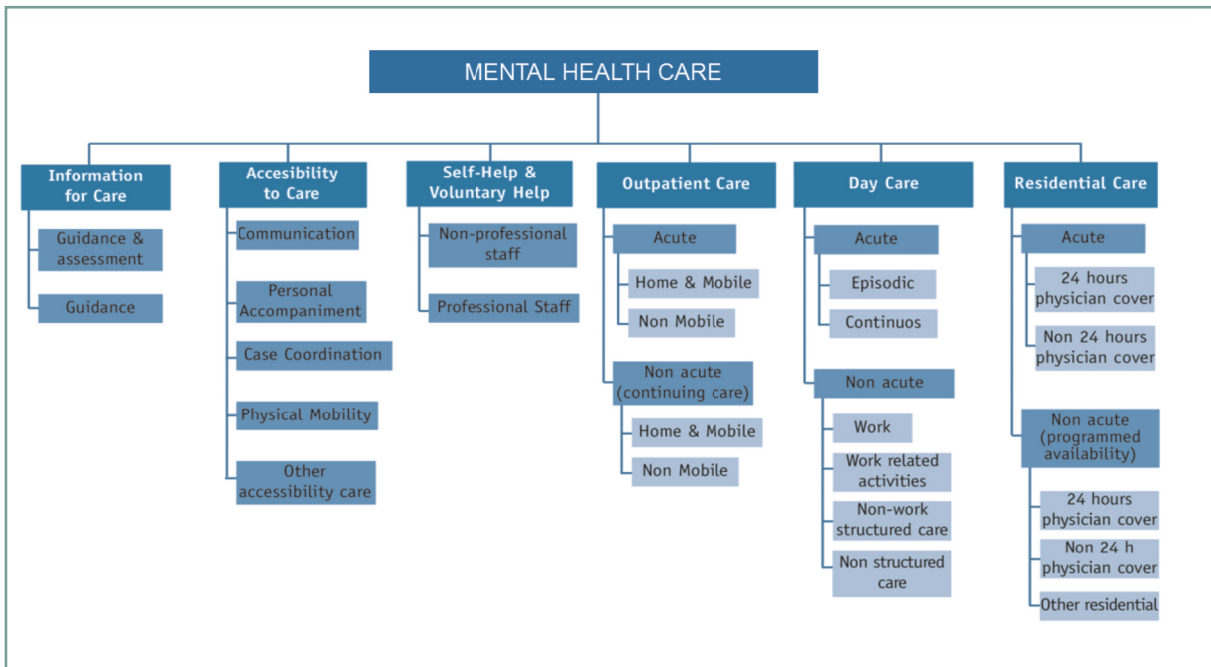 MENTAL HEALTH CARE
Information
for Care
Guidance &
assessment
Guidance
Accesibility
to Care
Communication
Personal
Accompaniment
Case Coordination
Physical Mobility
Other
accessibility care
Self-Help &
Voluntary Help
Non-professional
staff
Professional Staff
Outpatient Care
Acute
Home & Mobile
Non Mobile
Non acute
(continuing care)
Home & Mobile
Non Mobile
Day Care
Acute
Episodic
Continuos
Non acute
Work
Work related
activities
Non-work
structured care
Non structured
care
Residential Care
Acute
24 hours
physician cover
Non 24 hours
physician cover
Non acute
(programmed
availability)
24 hours
physician cover
Non 24 h
physician cover
Other residential